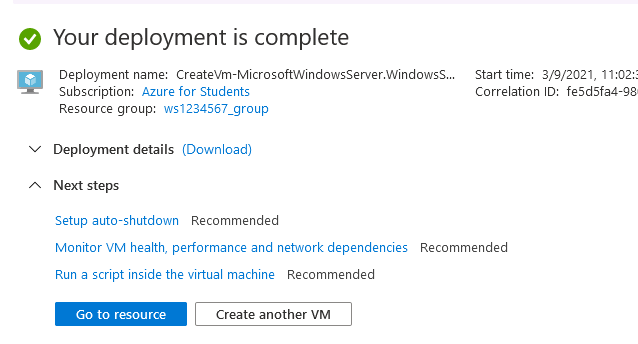 Your deployment is complete
Deployment name: CreateVm-MicrosoftWindowsServer.WindowsS... Start time: 3/9/2021, 11:02:3
Subscription: Azure for Students Correlation ID: fe5d5fa4-98
Resource group: ws1234567_group
Deployment details (Download)
Next steps
Setup auto-shutdown Recommended
Monitor VM health, performance and network dependencies Recommended
Run a script inside the virtual machine Recommended
Go to resource Create another VM